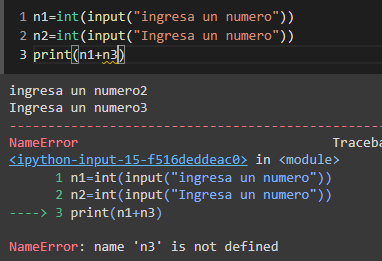 1 n1=int(input("ingresa un numero"))
2 n2=int(input("Ingresa un numero"))
3 print(n1+n3)
ingresa un numero2
Ingresa un numero3
---------------------------------------------------------------------------
NameError Traceba
<ipython-input-15-f516deddeac0> in <module>
1 n1=int(input("ingresa un numero"))
2 n2=int(input("Ingresa un numero"))
----> 3 print(n1+n3)
NameError: name 'n3' is not defined